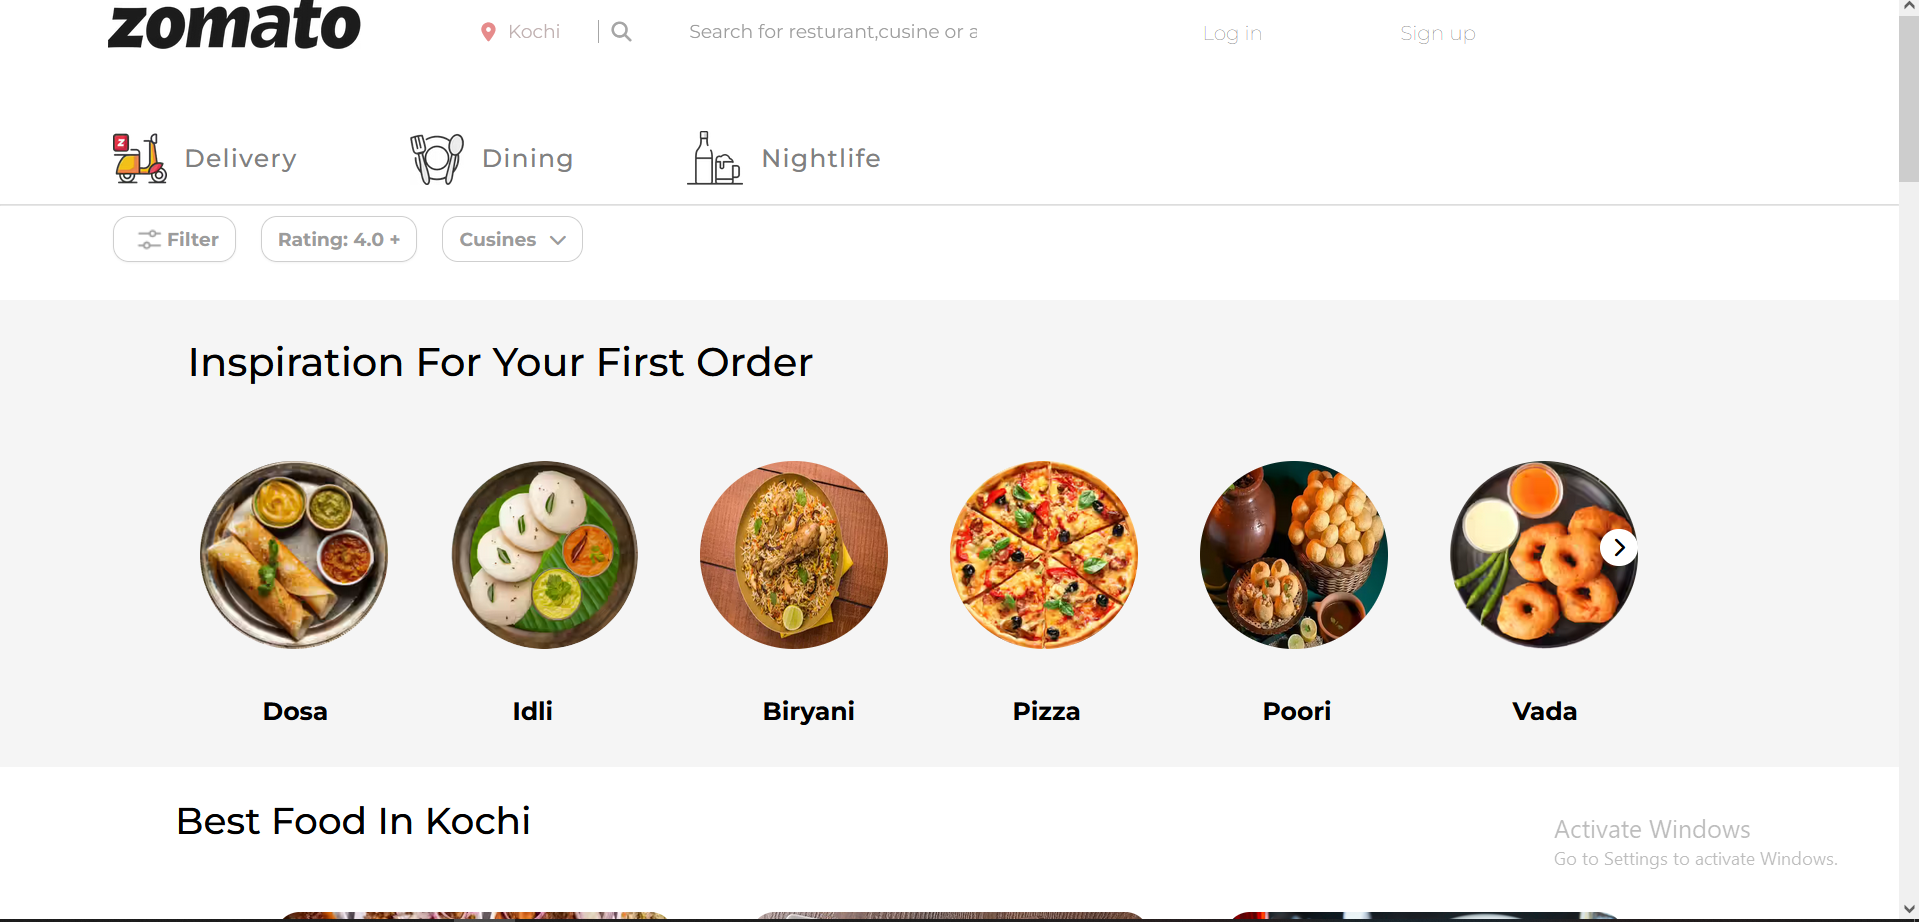 zomato
Kochi
Search for resturant,cusine or a
Log in
Sign up
z
Delivery
Dining
Nightlife
Filter
Rating: 4.0 +
Cusines
Inspiration For Your First Order
Dosa
Idli
Biryani
Pizza
Poori
Vada
Best Food In Kochi
Activate Windows
Go to Settings to activate Windows.